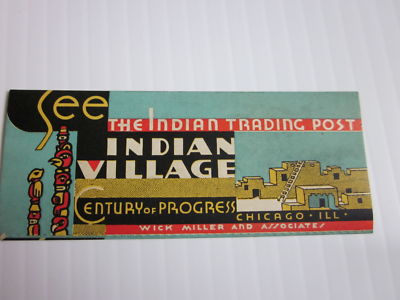 See
THE INDIAN TRADING POST
INDIAN
VILLAGE
CENTURY OF PROGRESS
CHICAGO · ILL ·
WICK MILLER AND ASSOCIATES